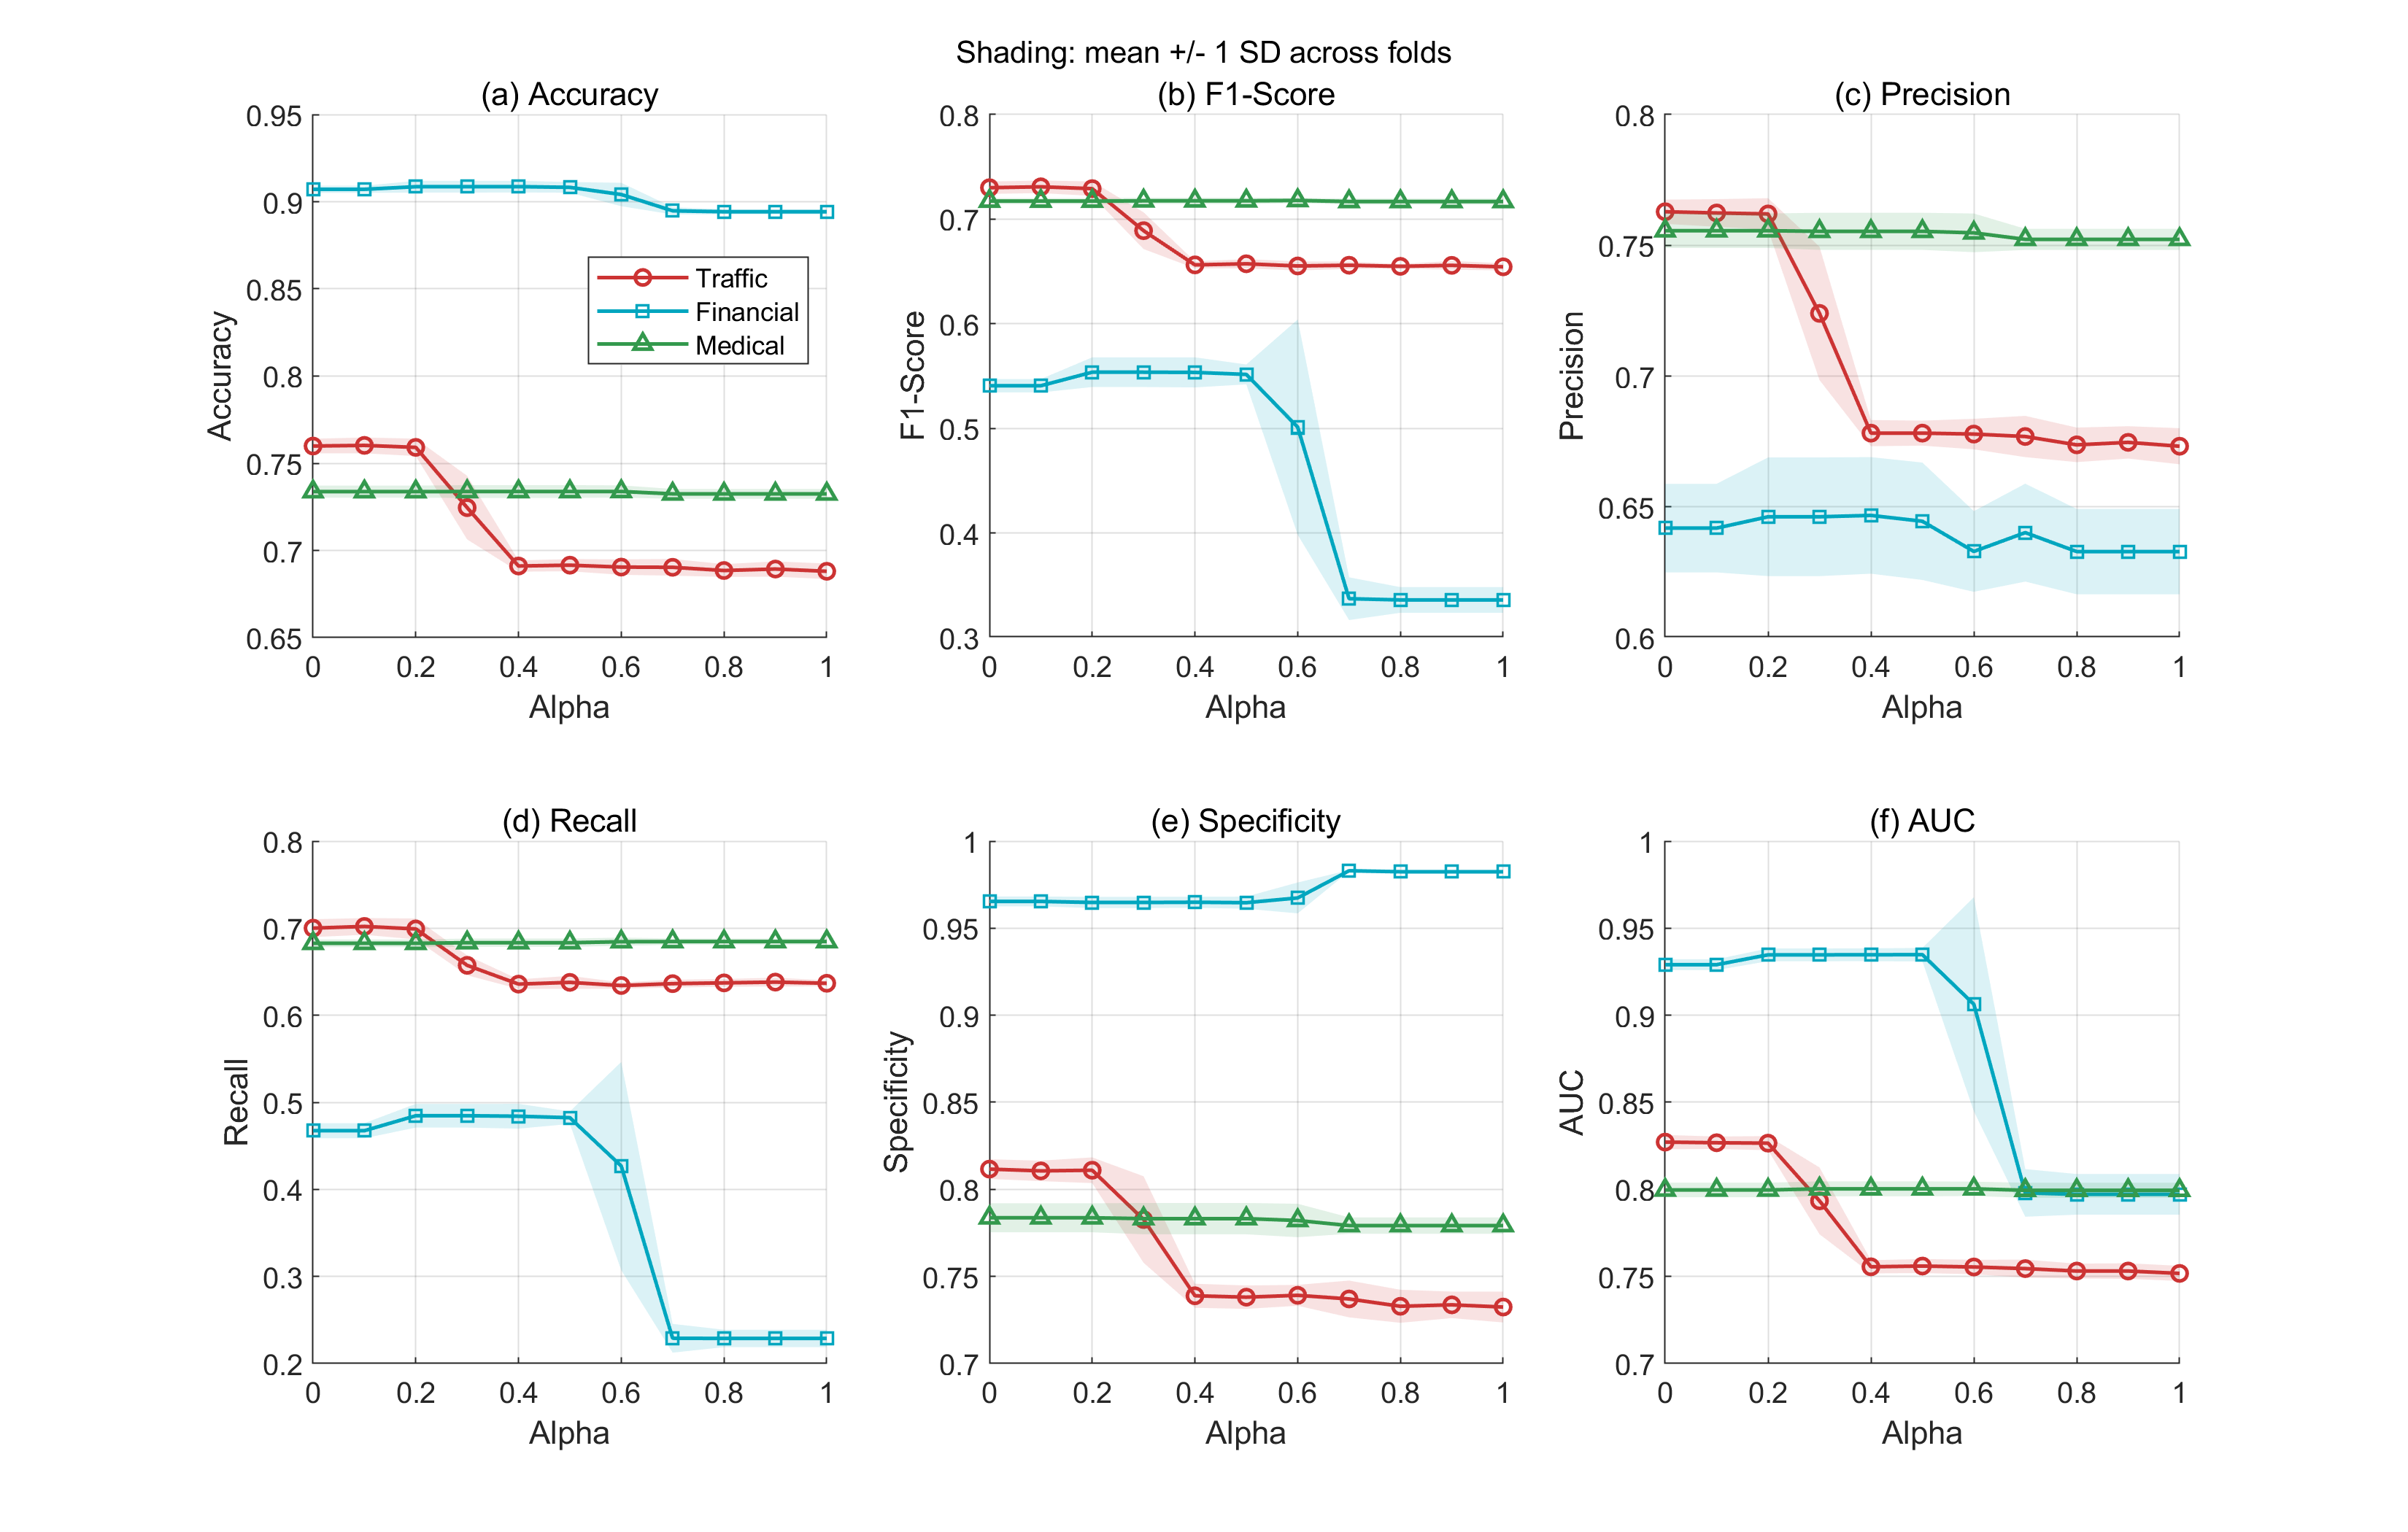 Shading: mean +/- 1 SD across folds
(a) Accuracy
0.95
0.9
0.85
0.8
0.75
0.7
0.65
Accuracy
Traffic
Financial
Medical
0 0.2 0.4 0.6 0.8 1
Alpha
(b) F1-Score
0.8
0.7
0.6
0.5
0.4
0.3
F1-Score
0 0.2 0.4 0.6 0.8 1
Alpha
(c) Precision
0.8
0.75
0.7
0.65
0.6
Precision
0 0.2 0.4 0.6 0.8 1
Alpha
(d) Recall
0.8
0.7
0.6
0.5
0.4
0.3
0.2
Recall
0 0.2 0.4 0.6 0.8 1
Alpha
(e) Specificity
1
0.95
0.9
0.85
0.8
0.75
0.7
Specificity
0 0.2 0.4 0.6 0.8 1
Alpha
(f) AUC
1
0.95
0.9
0.85
0.8
0.75
0.7
AUC
0 0.2 0.4 0.6 0.8 1
Alpha